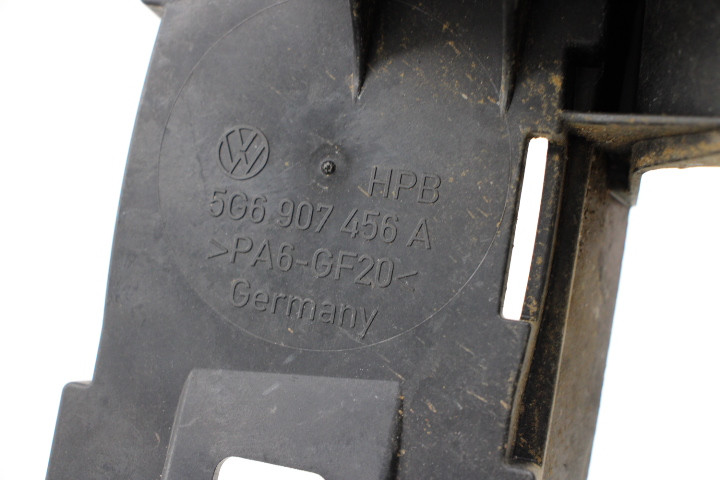 HPB
5G6 907 456 A
>PA6-GF20<
Germany